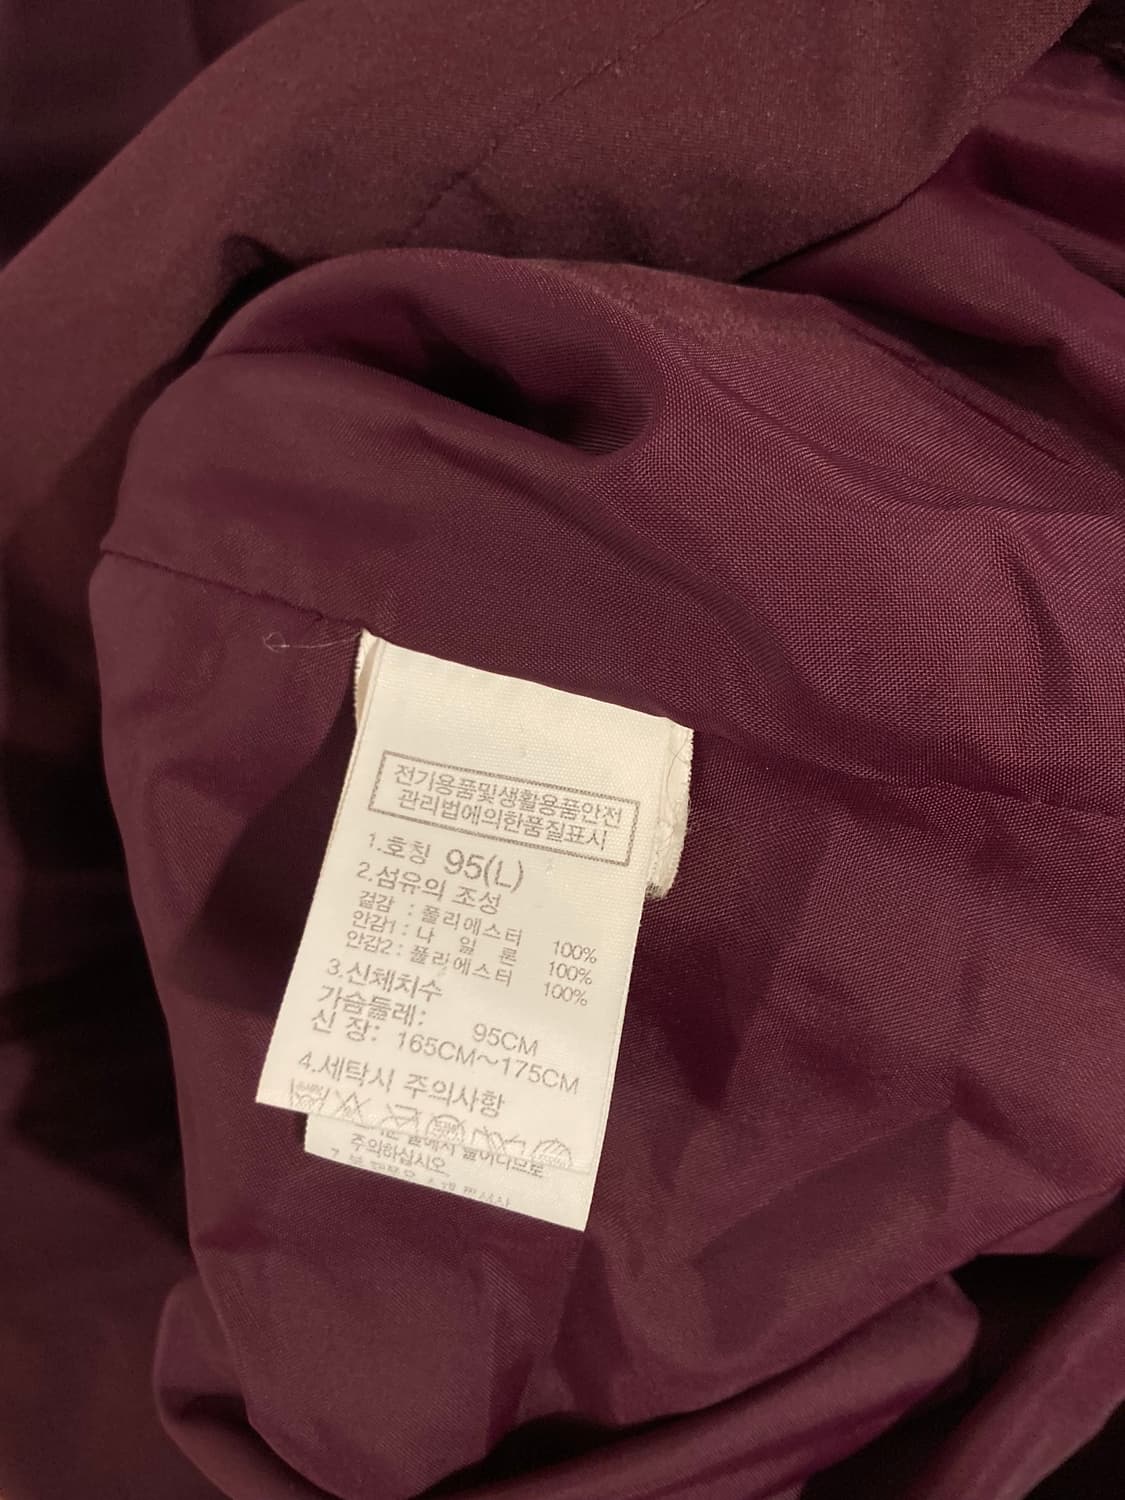 전기용품및생활용품안전
관리법에의한품질표시
1.호칭 95(L)
2.섬유의 조성
겉감 : 폴리에스터 100%
안감1 : 나 일 론 100%
안감2 : 폴리에스터 100%
3.신체치수
가슴둘레: 95CM
신 장: 165CM~175CM
4.세탁시 주의사항
주의하십시오.